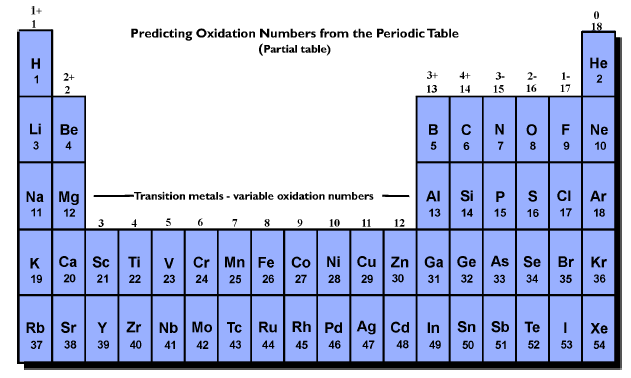 1+ 0
1 18
Predicting Oxidation Numbers from the Periodic Table
(Partial table)
H He
1 2
2+ 3+ 4+ 3- 2- 1-
2 13 14 15 16 17
Li Be B C N O F Ne
3 4 5 6 7 8 9 10
Na Mg Transition metals - variable oxidation numbers Al Si P S Cl Ar
11 12 13 14 15 16 17 18
3 4 5 6 7 8 9 10 11 12
K Ca Sc Ti V Cr Mn Fe Co Ni Cu Zn Ga Ge As Se Br Kr
19 20 21 22 23 24 25 26 27 28 29 30 31 32 33 34 35 36
Rb Sr Y Zr Nb Mo Tc Ru Rh Pd Ag Cd In Sn Sb Te I Xe
37 38 39 40 41 42 43 44 45 46 47 48 49 50 51 52 53 54